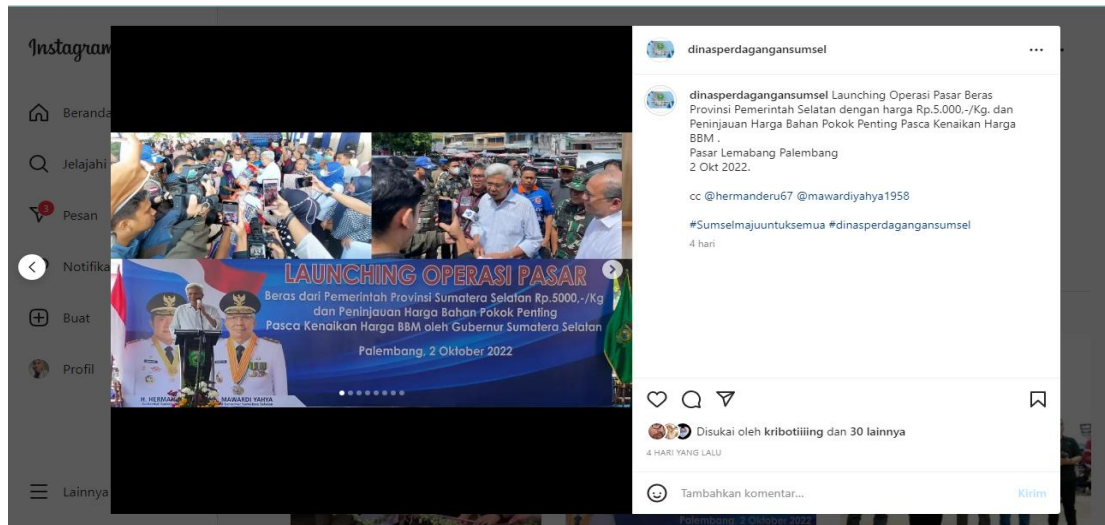 Instagram
Beranda
Jelajahi
3
Pesan
Notifika
Buat
Profil
Lainnya
LAUNCHING OPERASI PASAR
Beras dari Pemerintah Provinsi Sumatera Selatan Rp.5000,-/Kg
dan Peninjauan Harga Bahan Pokok Penting
Pasca Kenaikan Harga BBM oleh Gubernur Sumatera Selatan
Palembang, 2 Oktober 2022
H. HERMAN
MAWARDI YAHYA
dinasperdagangansumsel
dinasperdagangansumsel Launching Operasi Pasar Beras
Provinsi Pemerintah Selatan dengan harga Rp.5.000,-/Kg. dan
Peninjauan Harga Bahan Pokok Penting Pasca Kenaikan Harga
BBM .
Pasar Lemabang Palembang
2 Okt 2022.
cc @hermanderu67 @mawardiyahya1958
#Sumselmajuuntuksemua #dinasperdagangansumsel
4 hari
Disukai oleh kribotiiiing dan 30 lainnya
4 HARI YANG LALU
Tambahkan komentar...
Kirim
Palembang, 2 Oktober 2022